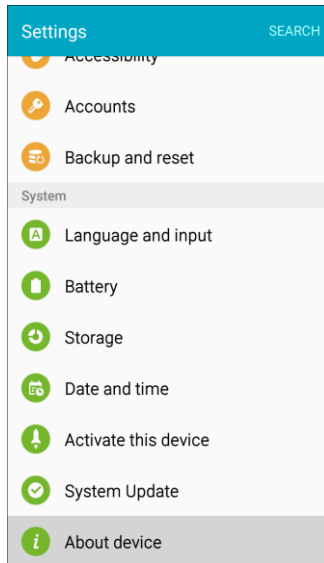 Settings
SEARCH
Accessibility
Accounts
Backup and reset
System
A
Language and input
Battery
Storage
Date and time
Activate this device
System Update
i
About device